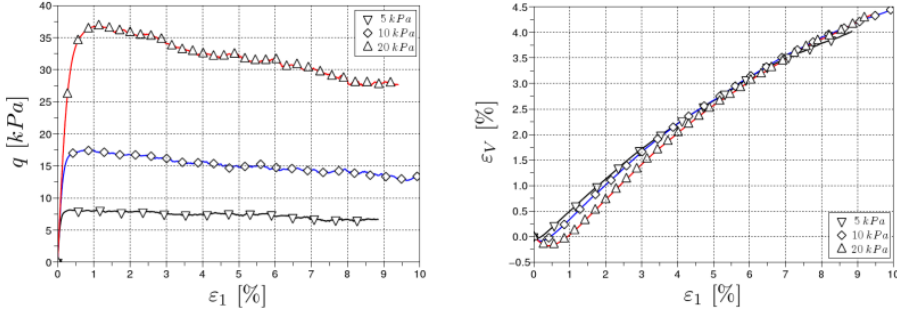 40
35
30
25
20
15
10
5
0
q [kPa]
0 1 2 3 4 5 6 7 8 9 10
ε₁ [%]
5 kPa
10 kPa
20 kPa
4.5
4.0
3.5
3.0
2.5
2.0
1.5
1.0
0.5
0.0
−0.5
ε_V [%]
0 1 2 3 4 5 6 7 8 9 10
ε₁ [%]
5 kPa
10 kPa
20 kPa